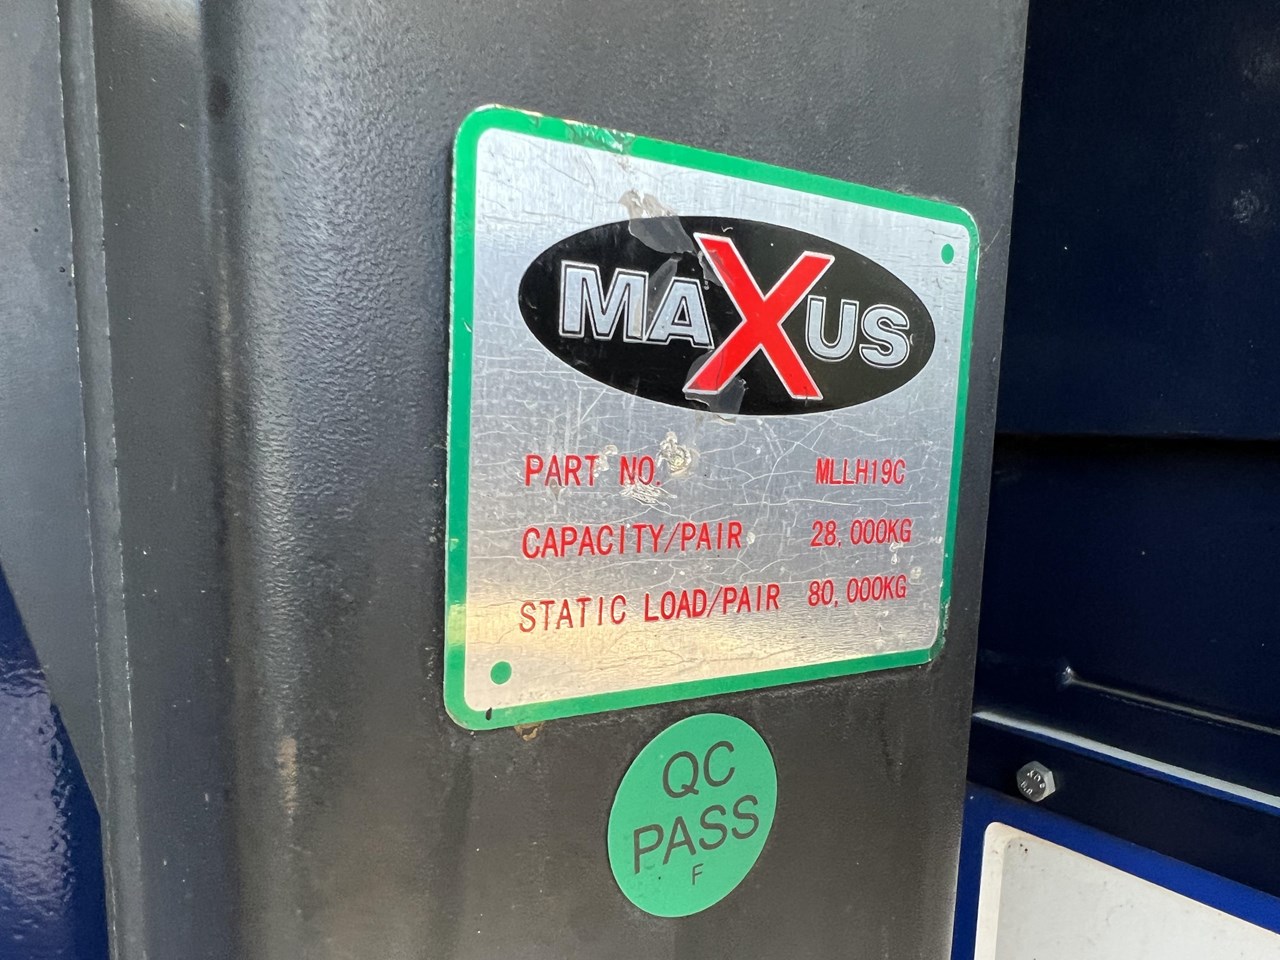 MAXUS
PART NO. MLLH19C
CAPACITY/PAIR 28,000KG
STATIC LOAD/PAIR 80,000KG
QC
PASS
F